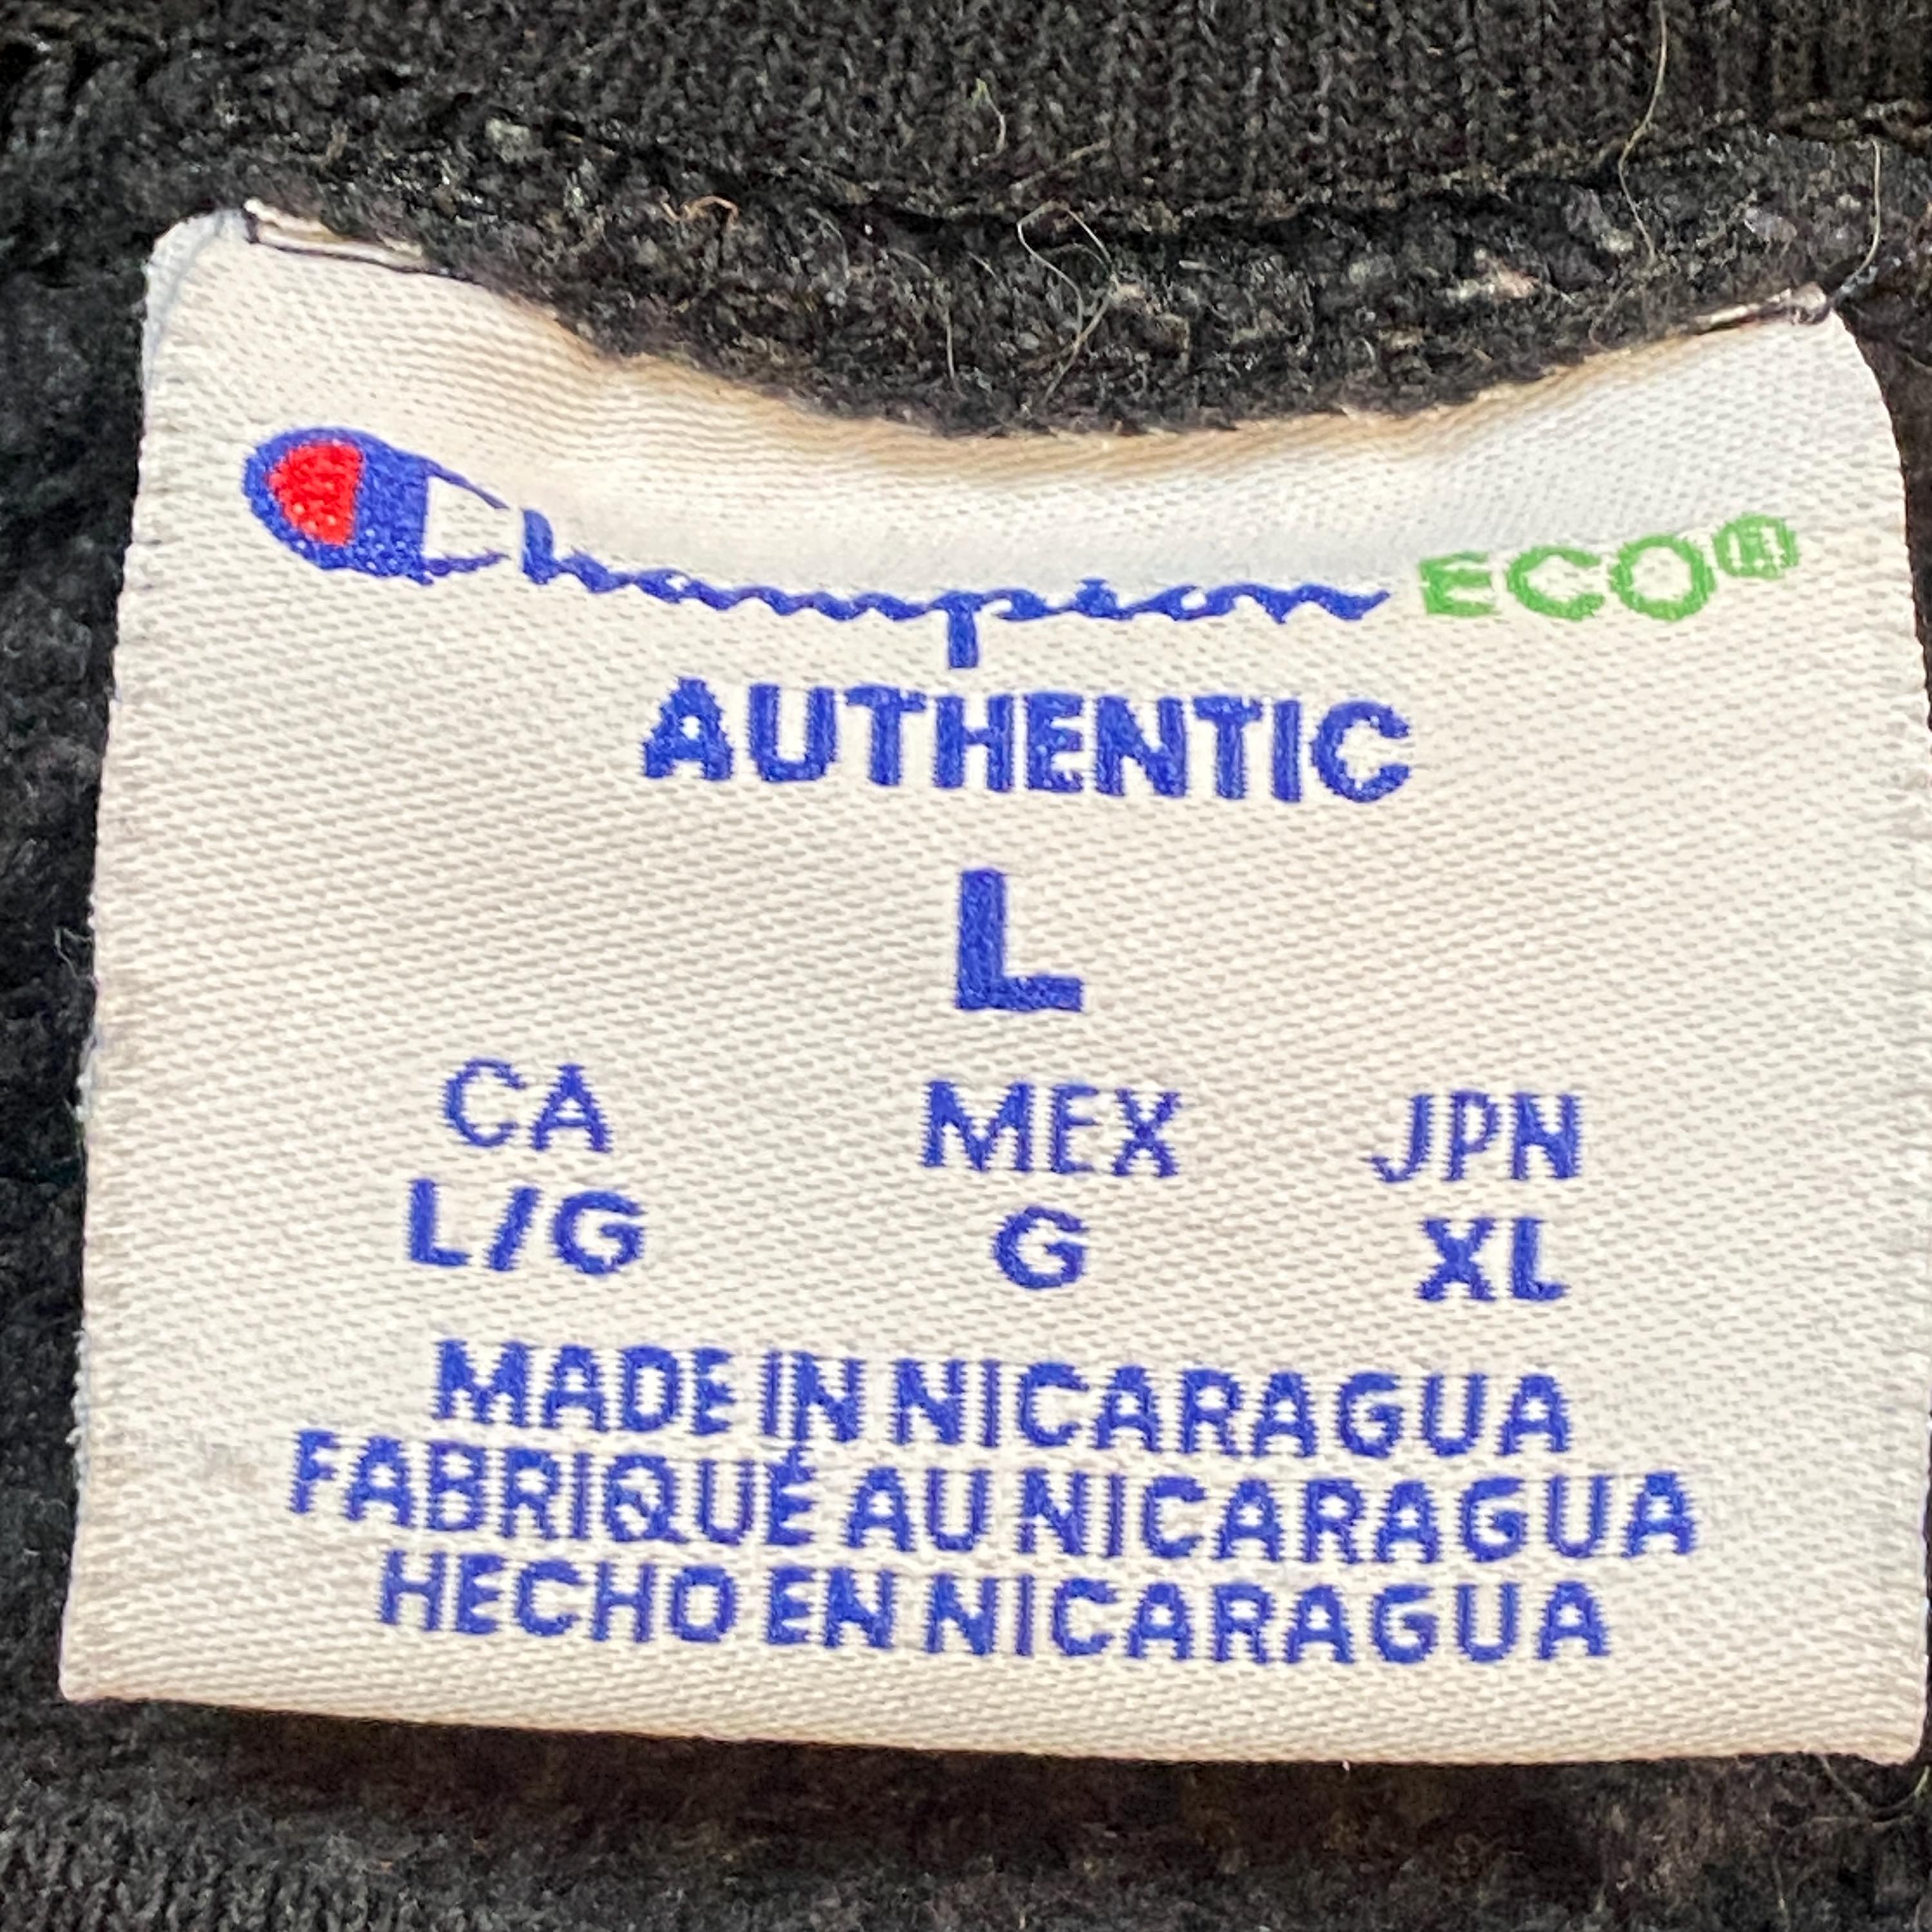 Champion ECO®
AUTHENTIC
L
CA MEX JPN
L/G G XL
MADE IN NICARAGUA
FABRIQUÉ AU NICARAGUA
HECHO EN NICARAGUA